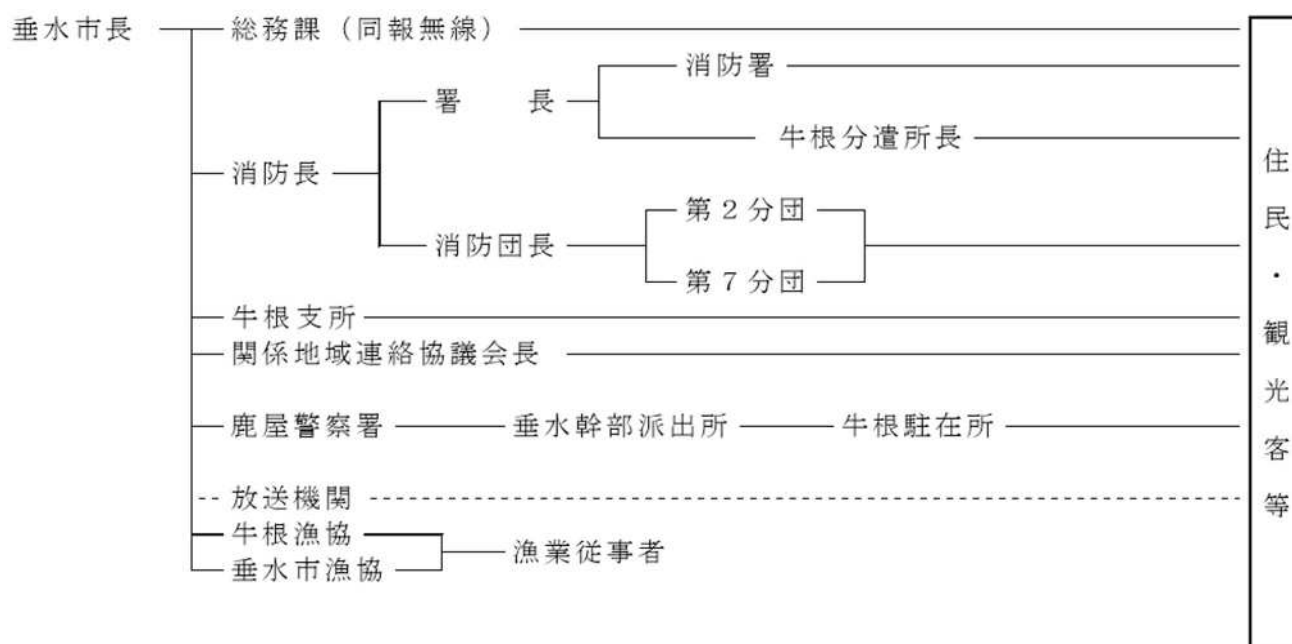 垂水市長 総務課（同報無線）
消防署
署　　長
牛根分遣所長
消防長
第２分団
消防団長
第７分団
牛根支所
関係地域連絡協議会長
鹿屋警察署 垂水幹部派出所 牛根駐在所
放送機関
牛根漁協
漁業従事者
垂水市漁協
住民・観光客等